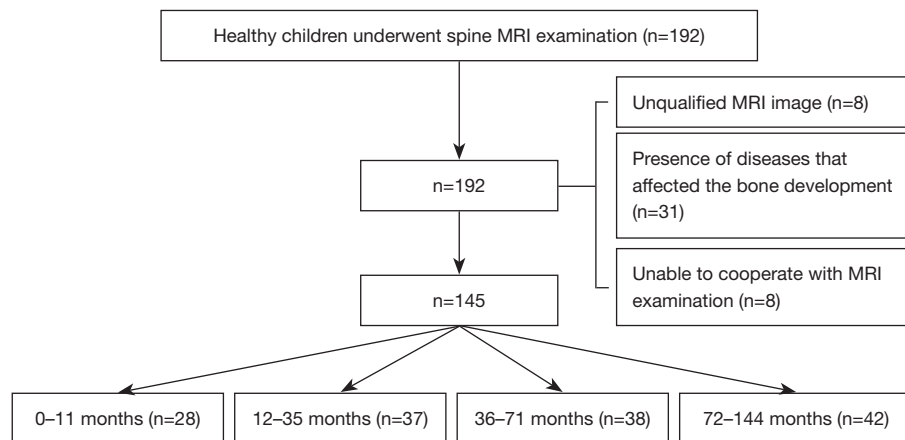 Healthy children underwent spine MRI examination (n=192)
Unqualified MRI image (n=8)
Presence of diseases that
affected the bone development
(n=31)
n=192
Unable to cooperate with MRI
examination (n=8)
n=145
0–11 months (n=28)
12–35 months (n=37)
36–71 months (n=38)
72–144 months (n=42)